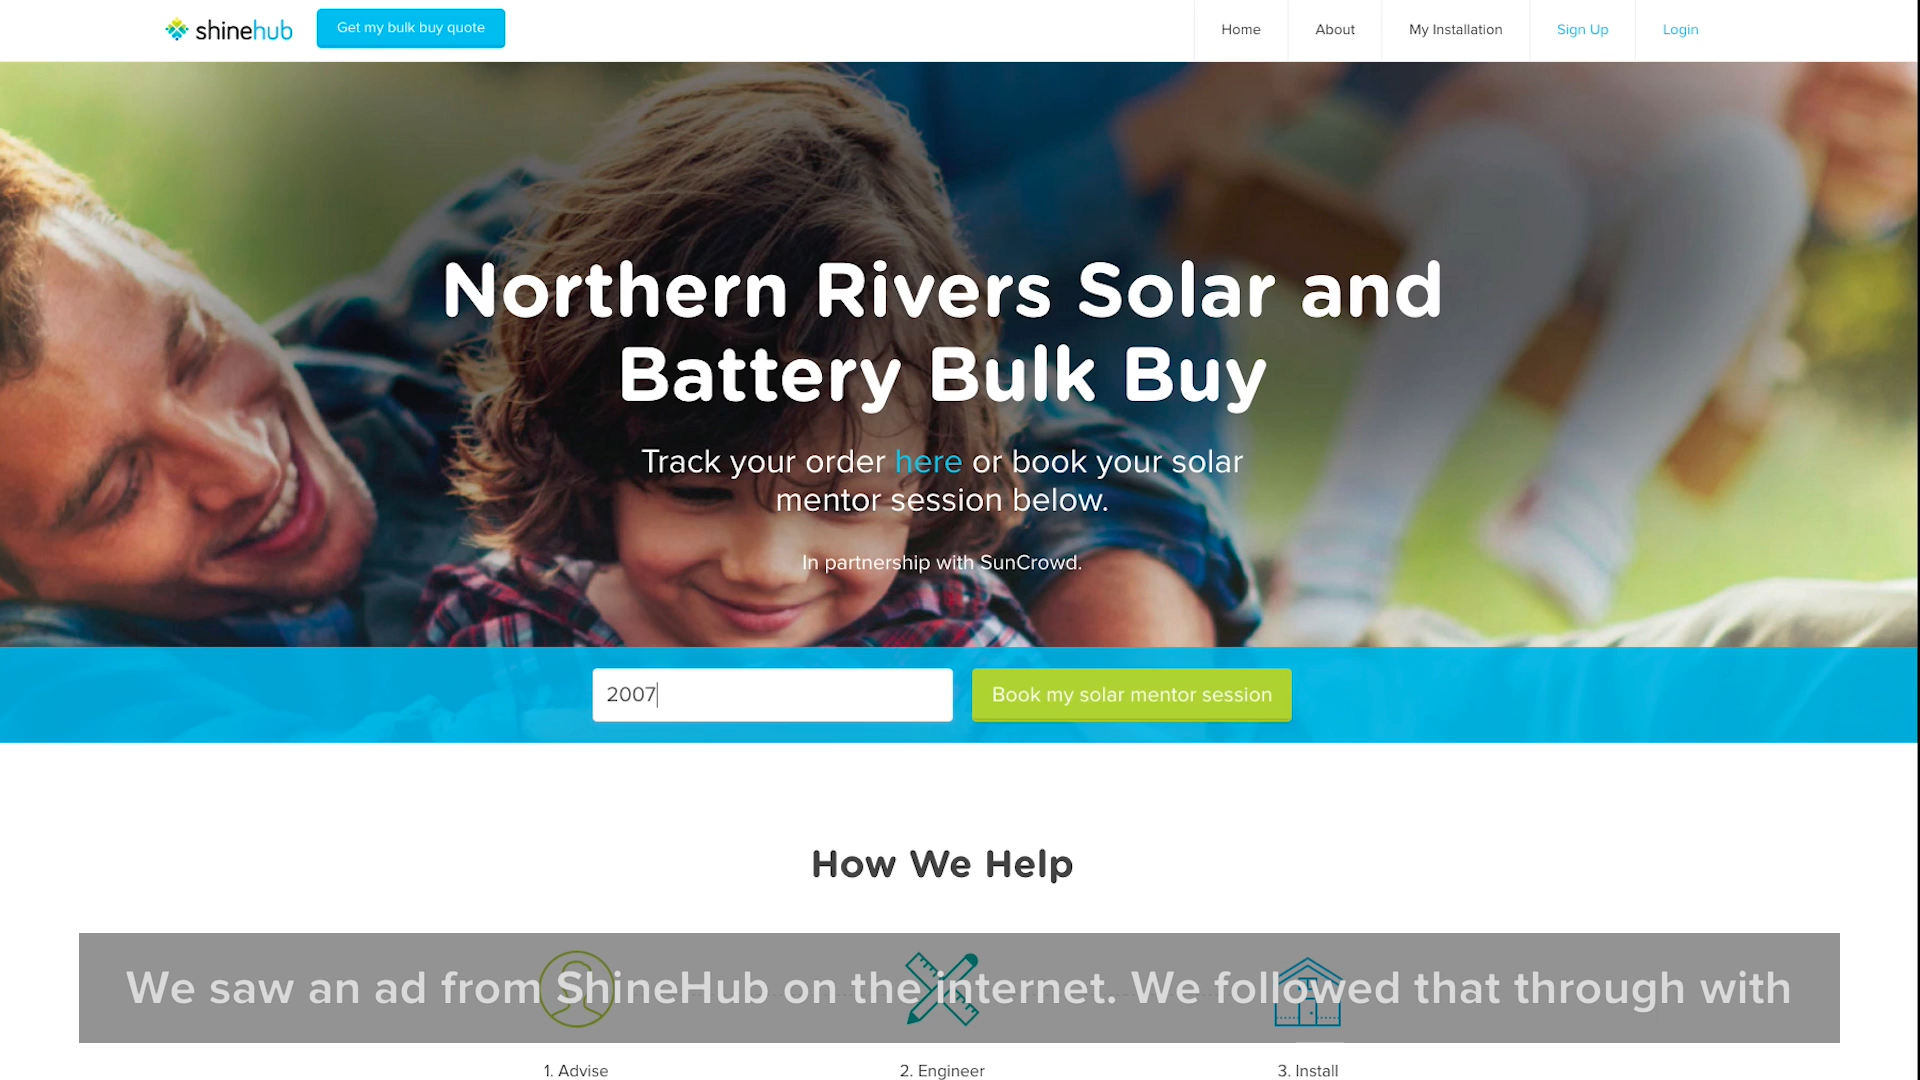 shinehub
Get my bulk buy quote
Home
About
My Installation
Sign Up
Login
Northern Rivers Solar and
Battery Bulk Buy
Track your order here or book your solar
mentor session below.
In partnership with SunCrowd.
2007
Book my solar mentor session
How We Help
We saw an ad from ShineHub on the internet. We followed that through with
1. Advise
2. Engineer
3. Install